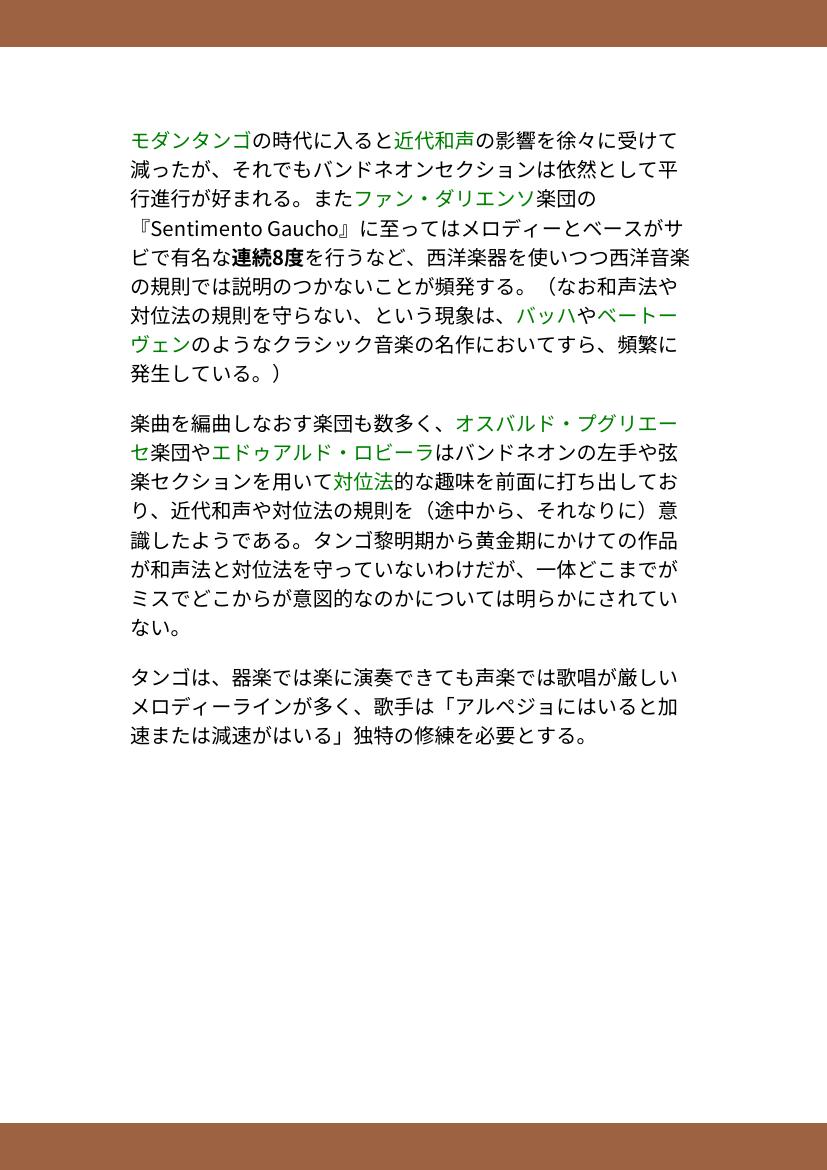 モダンタンゴの時代に入ると近代和声の影響を徐々に受けて
減ったが、それでもバンドネオンセクションは依然として平
行進行が好まれる。またファン・ダリエンソ楽団の
『Sentimento Gaucho』に至ってはメロディーとベースがサ
ビで有名な連続8度を行うなど、西洋楽器を使いつつ西洋音楽
の規則では説明のつかないことが頻発する。（なお和声法や
対位法の規則を守らない、という現象は、バッハやベートー
ヴェンのようなクラシック音楽の名作においてすら、頻繁に
発生している。）
楽曲を編曲しなおす楽団も数多く、オスバルド・プグリエー
セ楽団やエドゥアルド・ロビーラはバンドネオンの左手や弦
楽セクションを用いて対位法的な趣味を前面に打ち出してお
り、近代和声や対位法の規則を（途中から、それなりに）意
識したようである。タンゴ黎明期から黄金期にかけての作品
が和声法と対位法を守っていないわけだが、一体どこまでが
ミスでどこからが意図的なのかについては明らかにされてい
ない。
タンゴは、器楽では楽に演奏できても声楽では歌唱が厳しい
メロディーラインが多く、歌手は「アルペジョにはいると加
速または減速がはいる」独特の修練を必要とする。